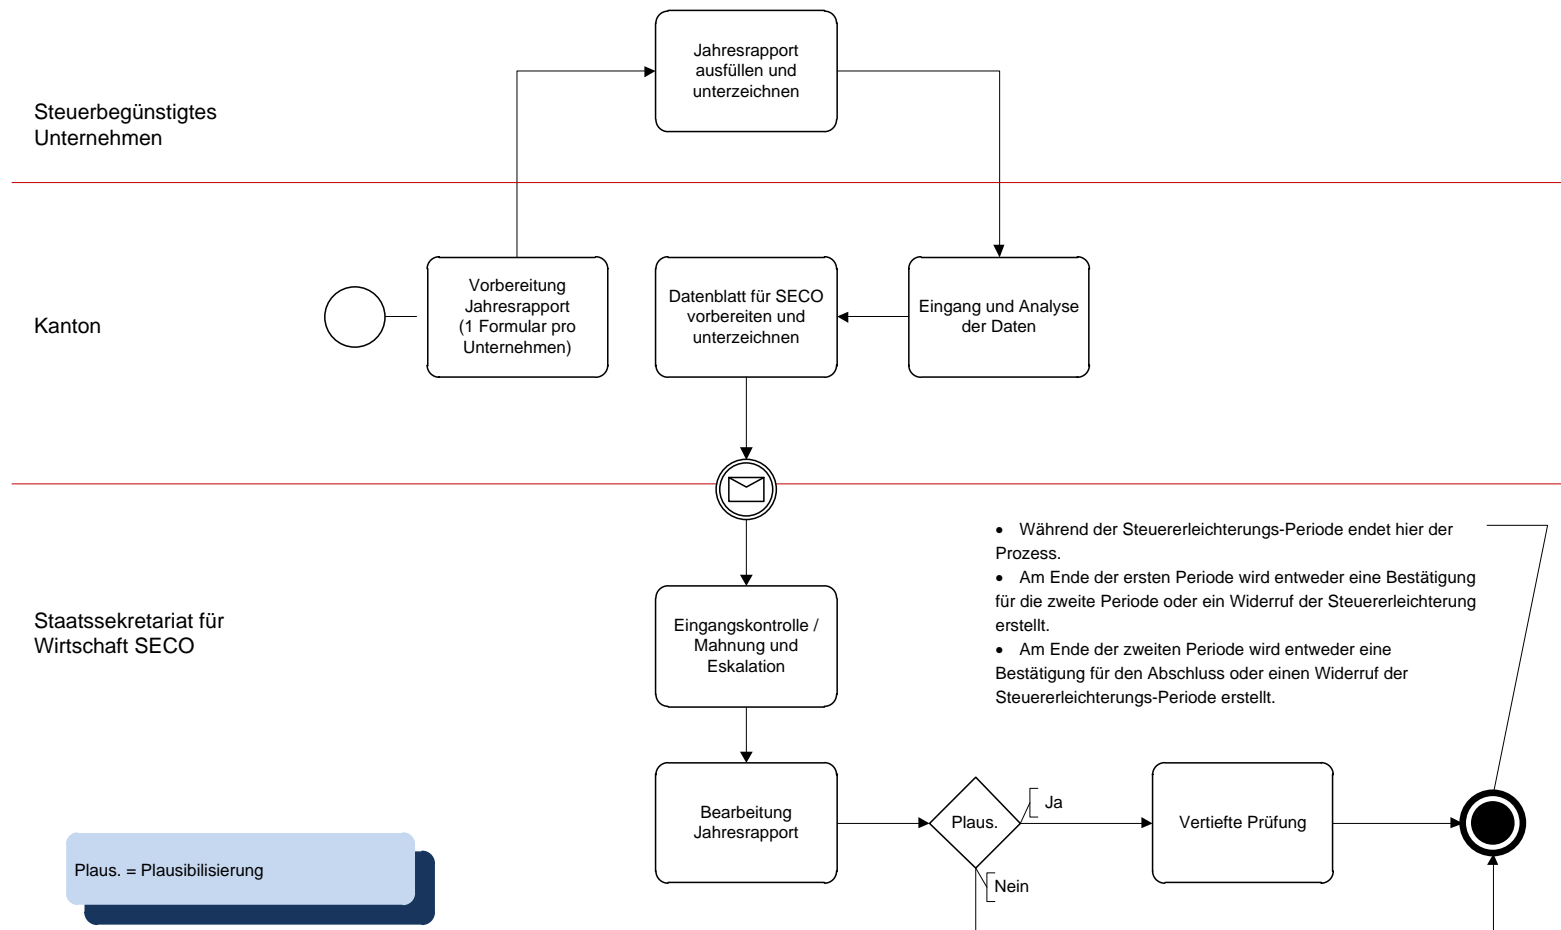 Jahresrapport
ausfüllen und
unterzeichnen
Steuerbegünstigtes
Unternehmen
Kanton
Vorbereitung
Jahresrapport
(1 Formular pro
Unternehmen)
Datenblatt für SECO
vorbereiten und
unterzeichnen
Eingang und Analyse
der Daten
Staatssekretariat für
Wirtschaft SECO
Eingangskontrolle /
Mahnung und
Eskalation
• Während der Steuererleichterungs-Periode endet hier der
Prozess.
• Am Ende der ersten Periode wird entweder eine Bestätigung
für die zweite Periode oder ein Widerruf der Steuererleichterung
erstellt.
• Am Ende der zweiten Periode wird entweder eine
Bestätigung für den Abschluss oder einen Widerruf der
Steuererleichterungs-Periode erstellt.
Bearbeitung
Jahresrapport
Plaus.
Ja
Nein
Vertiefte Prüfung
Plaus. = Plausibilisierung